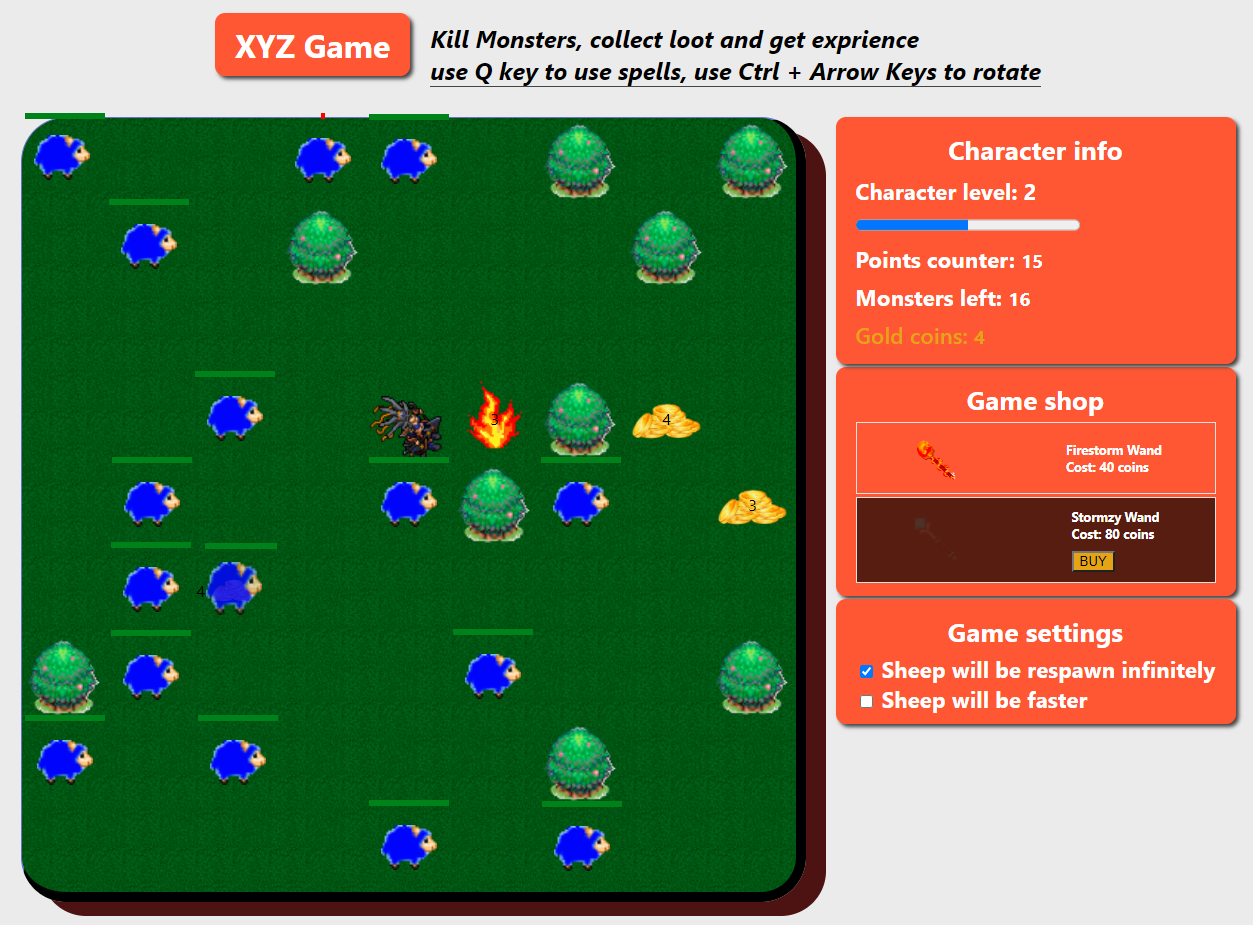 XYZ Game
Kill Monsters, collect loot and get exprience
use Q key to use spells, use Ctrl + Arrow Keys to rotate
3
4
3
4
Character info
Character level: 2
Points counter: 15
Monsters left: 16
Gold coins: 4
Game shop
Firestorm Wand
Cost: 40 coins
Stormzy Wand
Cost: 80 coins
BUY
Game settings
Sheep will be respawn infinitely
Sheep will be faster